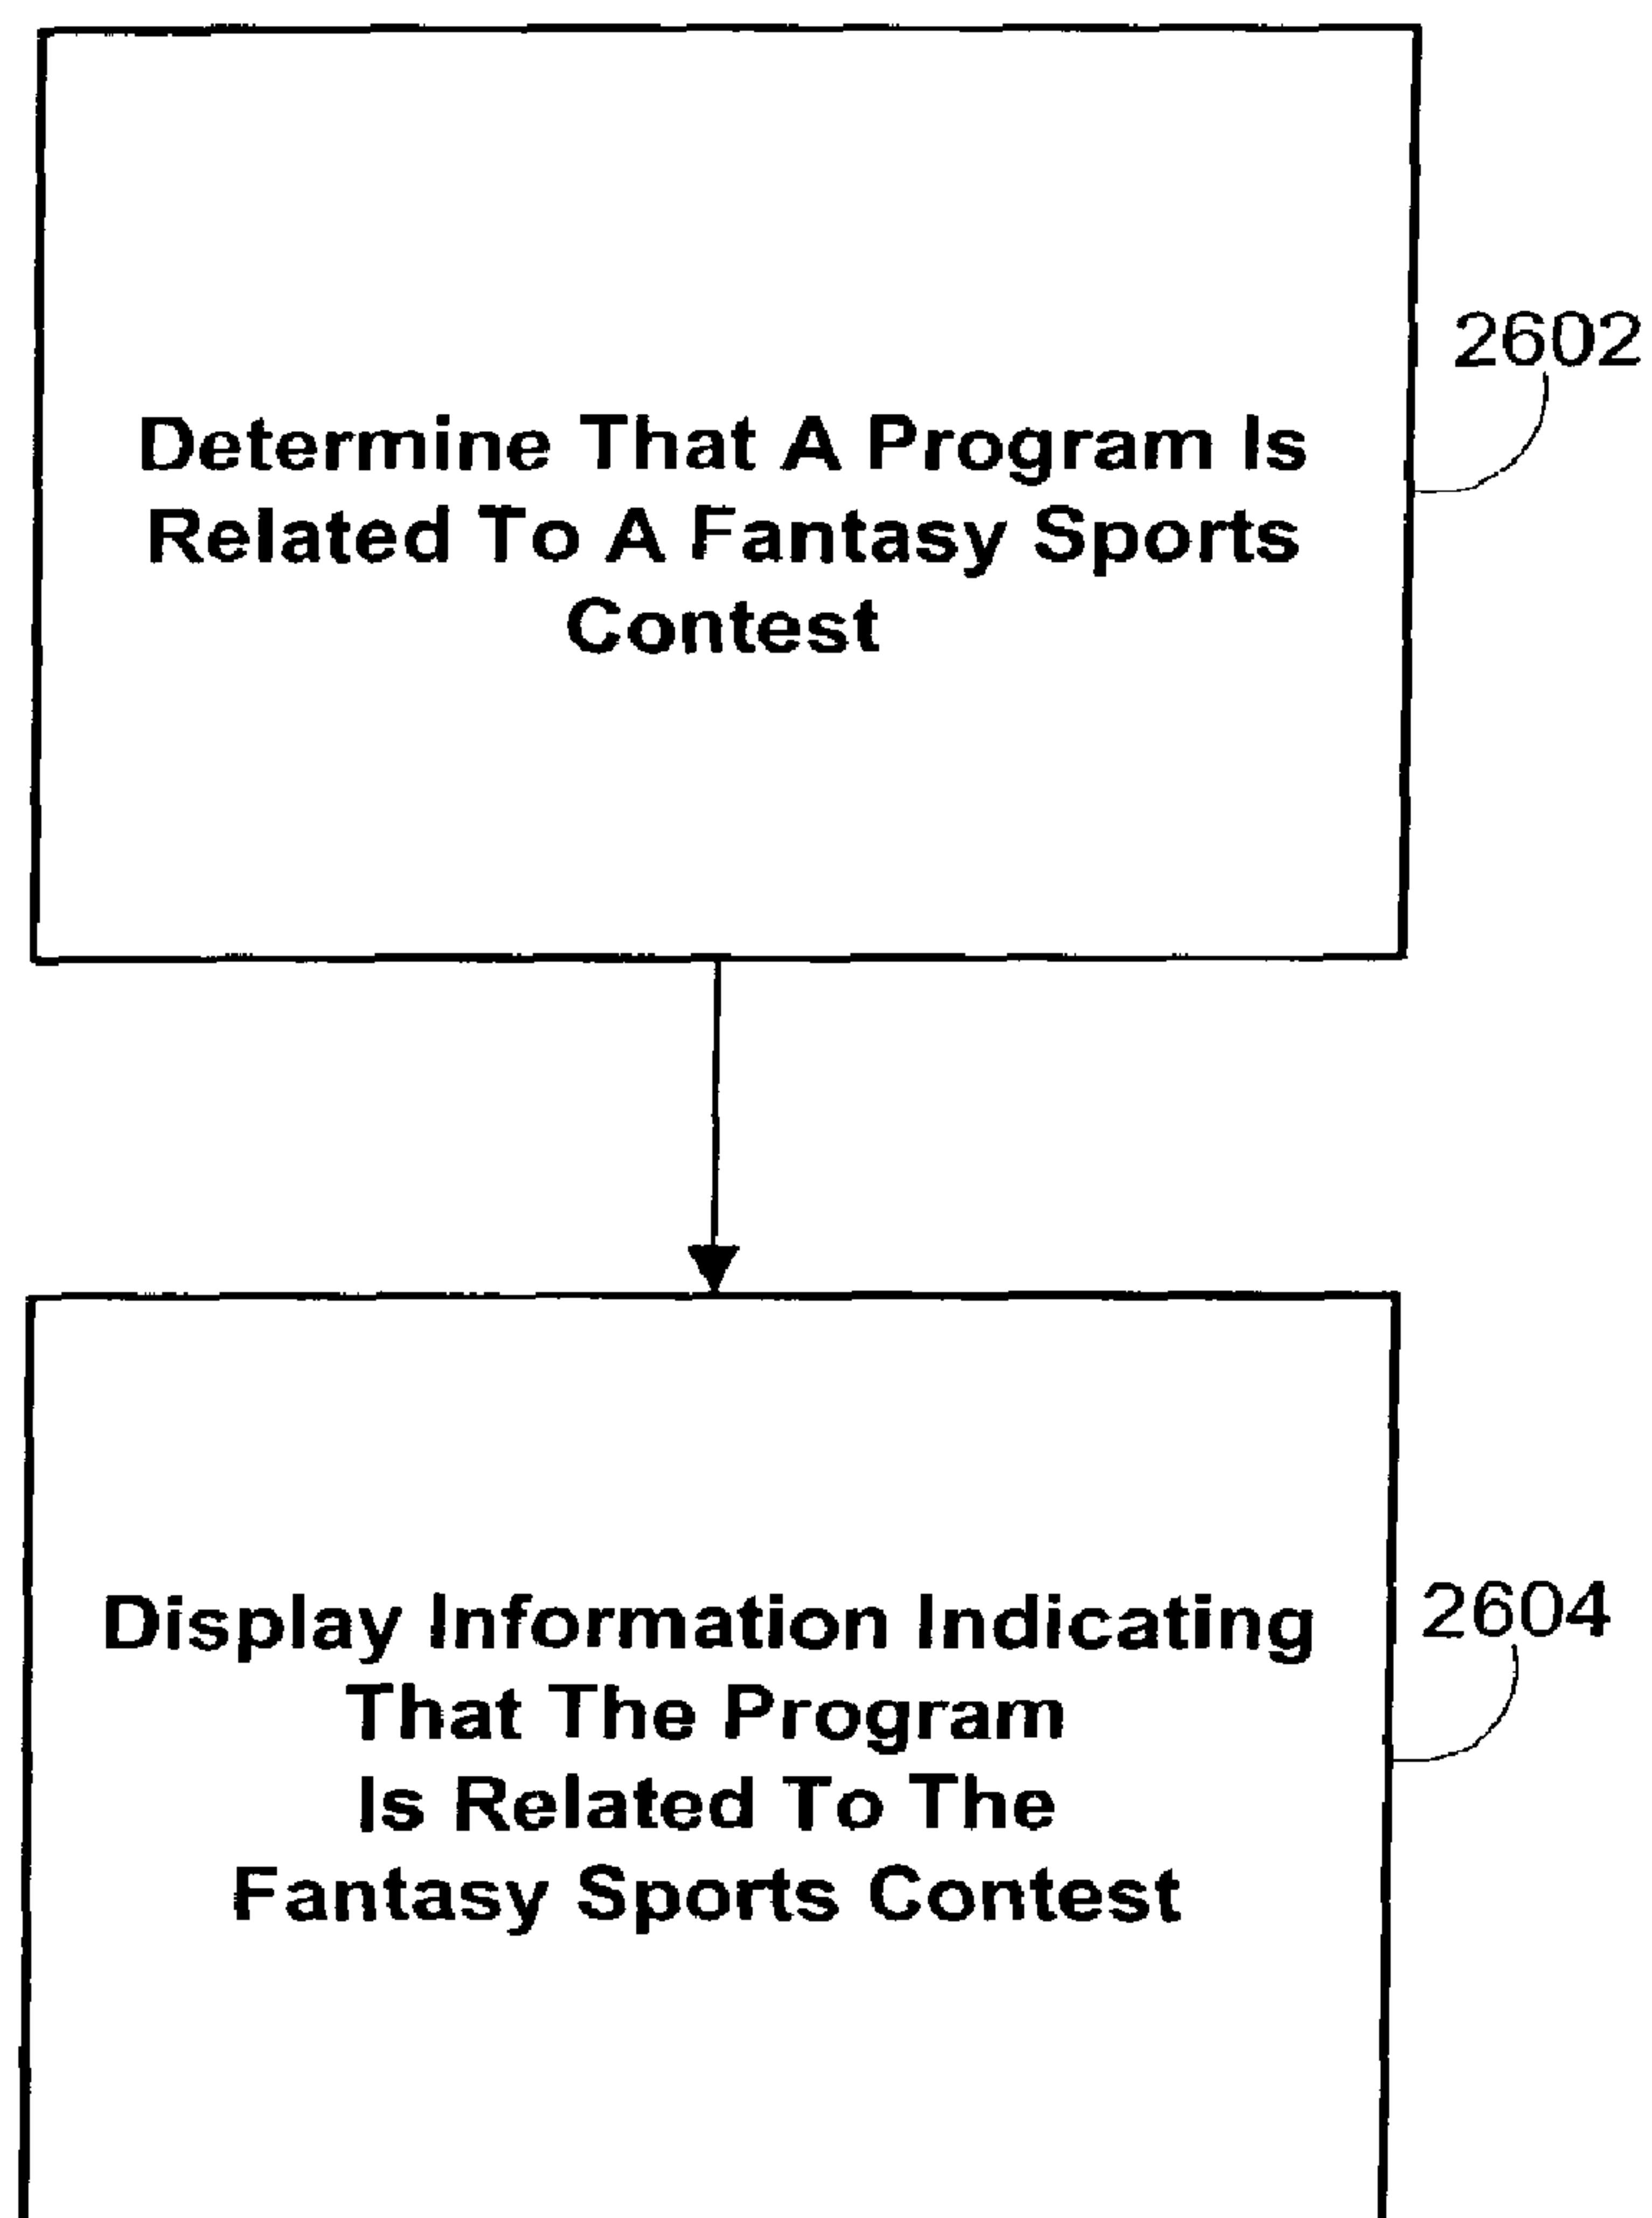 Determine That A Program Is
Related To A Fantasy Sports
Contest
2602
Display Information Indicating
That The Program
Is Related To The
Fantasy Sports Contest
2604